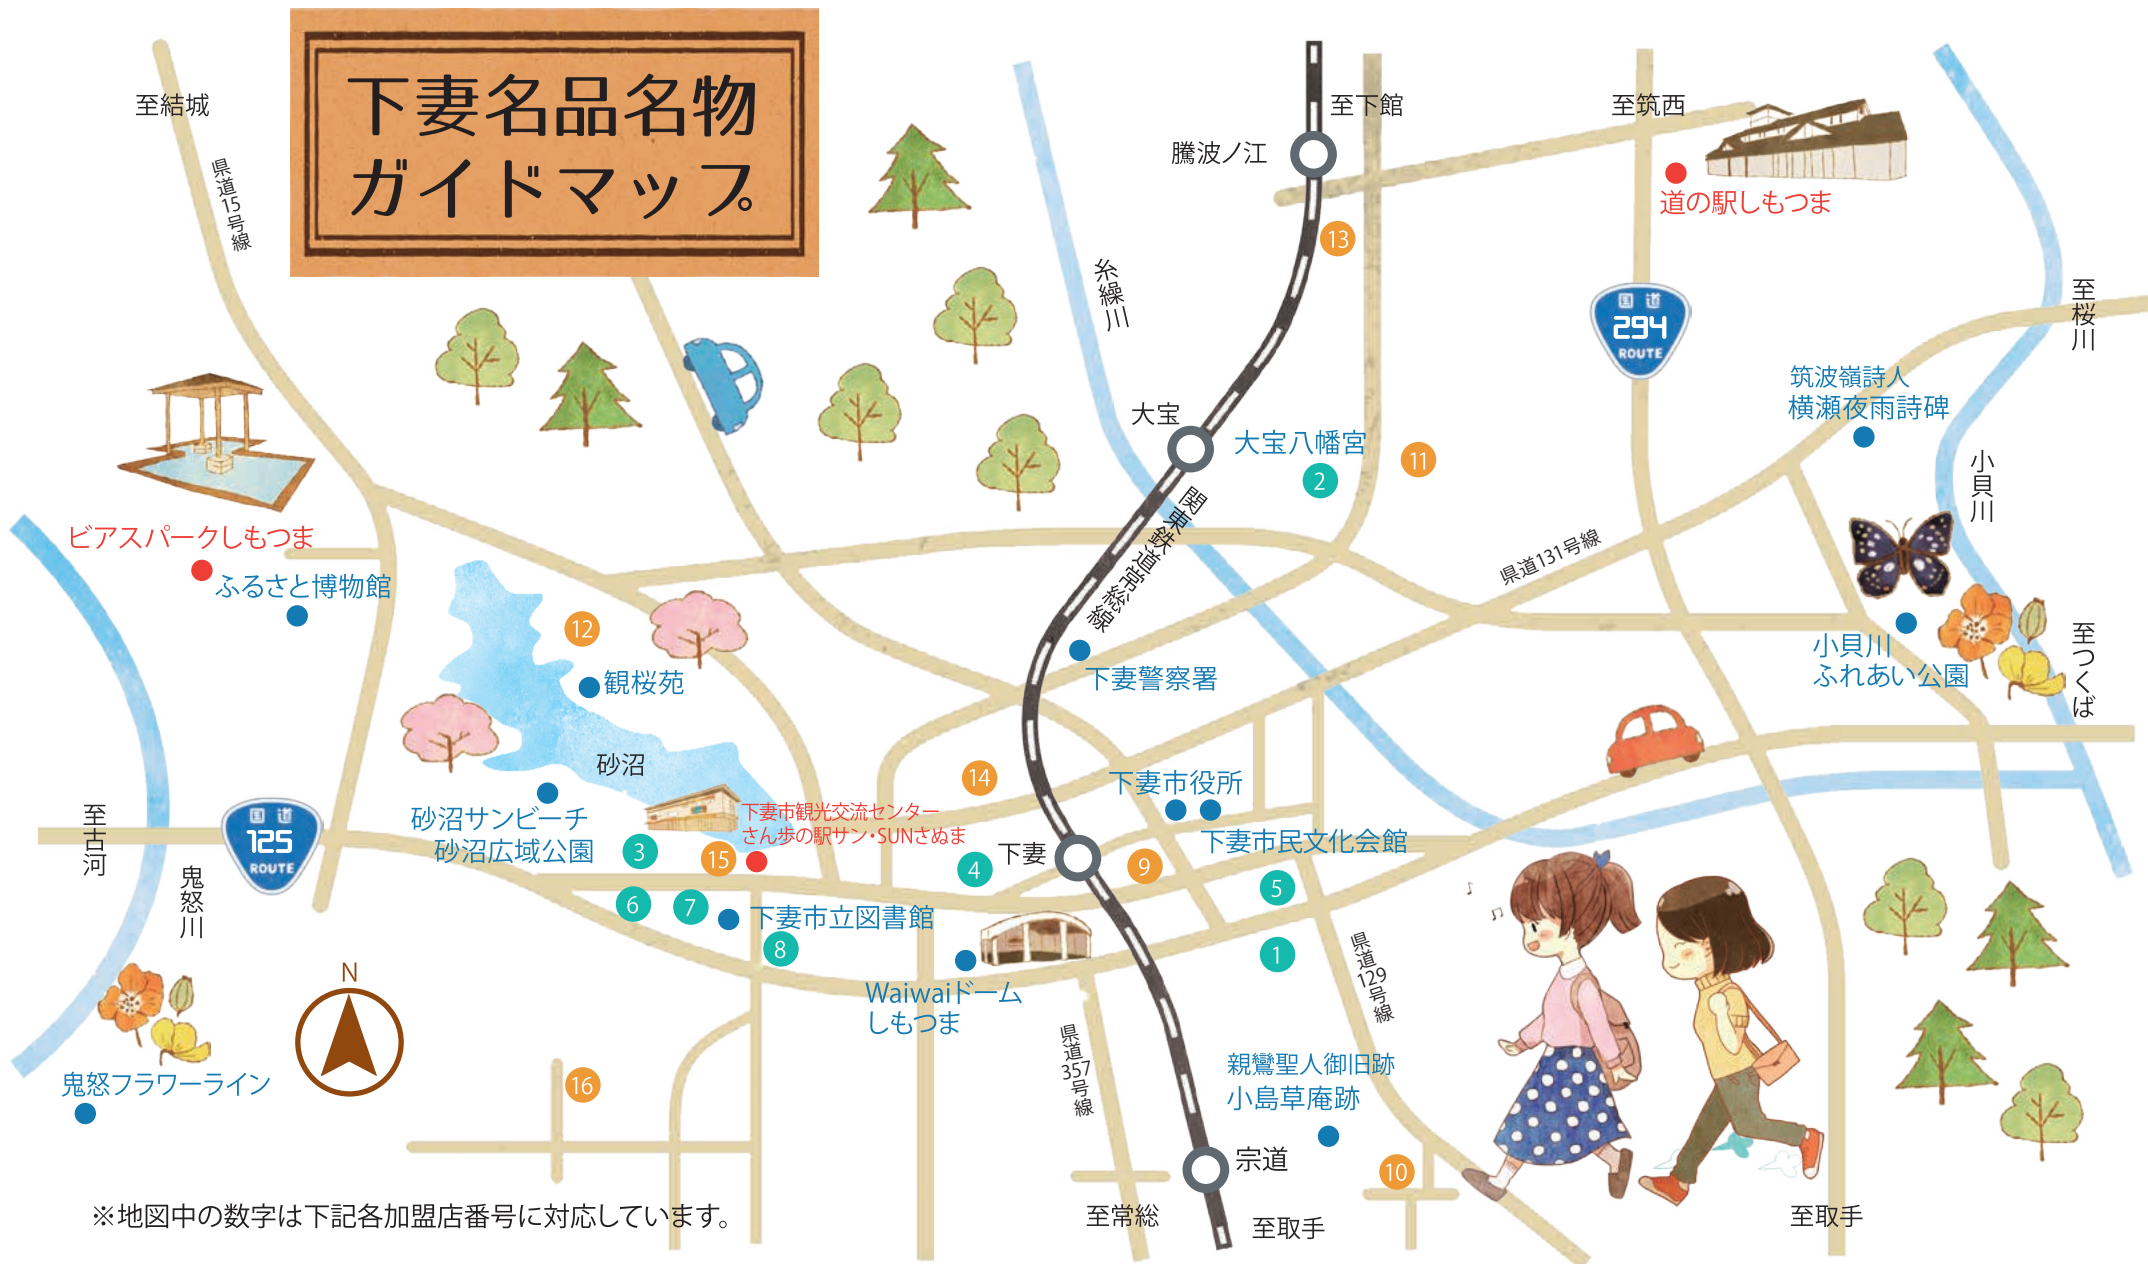 下妻名品名物
ガイドマップ
至結城
県道15号線
至下館
騰波ノ江
13
至筑西
道の駅しもつま
糸繰川
国道
294
ROUTE
至桜川
筑波嶺詩人
横瀬夜雨詩碑
小貝川
大宝
大宝八幡宮
2
11
関東鉄道常総線
県道131号線
ビアスパークしもつま
ふるさと博物館
12
観桜苑
下妻警察署
小貝川
ふれあい公園
至つくば
砂沼
14
下妻市役所
下妻市民文化会館
砂沼サンビーチ
砂沼広域公園
下妻市観光交流センター
さん歩の駅サン・SUNさぬま
3
15
4
下妻
9
5
至古河
国道
125
ROUTE
鬼怒川
6
7
下妻市立図書館
8
1
県道129号線
Waiwaiドーム
しもつま
N
県道357号線
親鸞聖人御旧跡
小島草庵跡
鬼怒フラワーライン
16
宗道
10
至常総
至取手
至取手
※地図中の数字は下記各加盟店番号に対応しています。